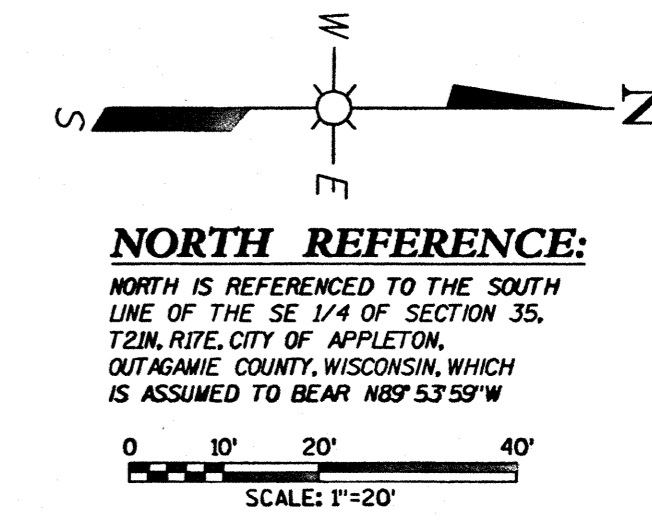 W
S N
E
NORTH REFERENCE:
NORTH IS REFERENCED TO THE SOUTH
LINE OF THE SE 1/4 OF SECTION 35,
T21N, R17E, CITY OF APPLETON,
OUTAGAMIE COUNTY, WISCONSIN, WHICH
IS ASSUMED TO BEAR N89°53'59"W
0 10' 20' 40'
SCALE: 1"=20'